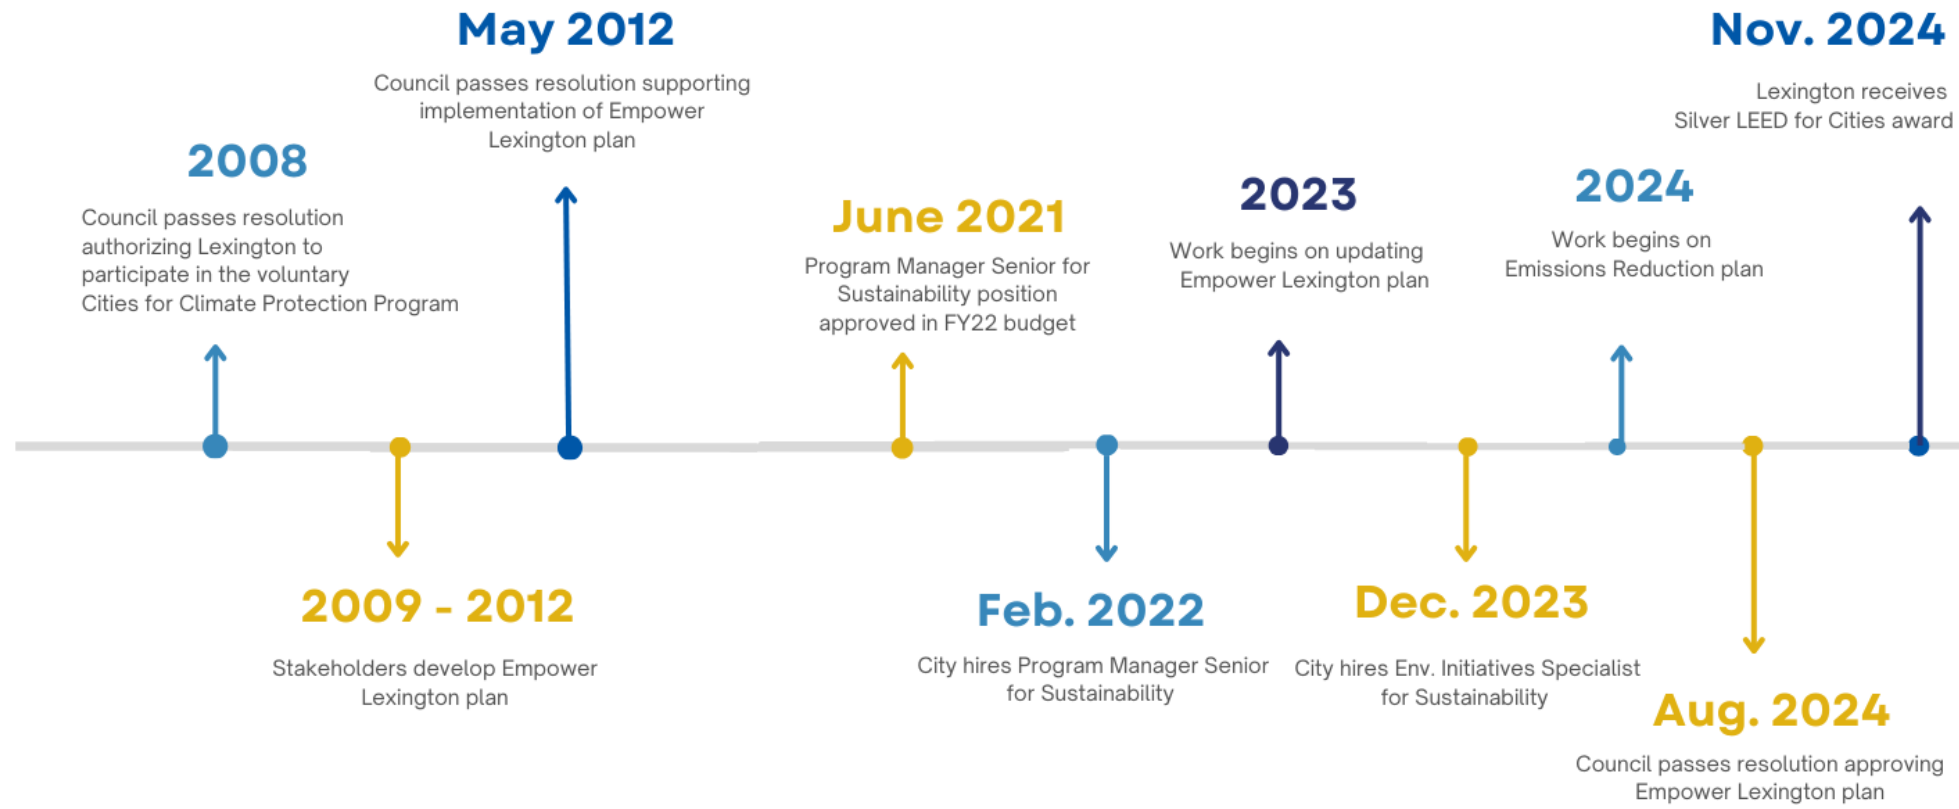 2008
Council passes resolution
authorizing Lexington to
participate in the voluntary
Cities for Climate Protection Program
2009 - 2012
Stakeholders develop Empower
Lexington plan
May 2012
Council passes resolution supporting
implementation of Empower
Lexington plan
June 2021
Program Manager Senior for
Sustainability position
approved in FY22 budget
Feb. 2022
City hires Program Manager Senior
for Sustainability
2023
Work begins on updating
Empower Lexington plan
Dec. 2023
City hires Env. Initiatives Specialist
for Sustainability
2024
Work begins on
Emissions Reduction plan
Aug. 2024
Council passes resolution approving
Empower Lexington plan
Nov. 2024
Lexington receives
Silver LEED for Cities award